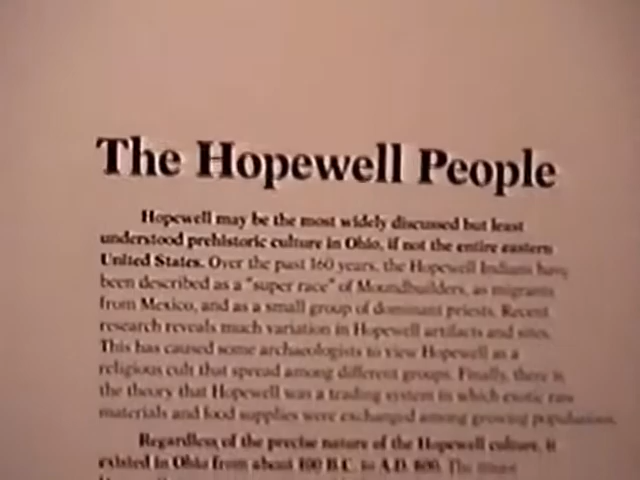 The Hopewell People
Hopewell may be the most widely discussed but least
understood prehistoric culture in Ohio, if not the entire eastern
United States. Over the past 160 years, the Hopewell Indians have
been described as a "super race" of Moundbuilders, as migrants
from Mexico, and as a small group of dominant priests. Recent
research reveals much variation in Hopewell artifacts and sites.
This has caused some archaeologists to view Hopewell as a
religious cult that spread among different groups. Finally, there is
the theory that Hopewell was a trading system in which exotic raw
materials and food supplies were exchanged among growing populations.
Regardless of the precise nature of the Hopewell culture, it
existed in Ohio from about 100 B.C. to A.D. The